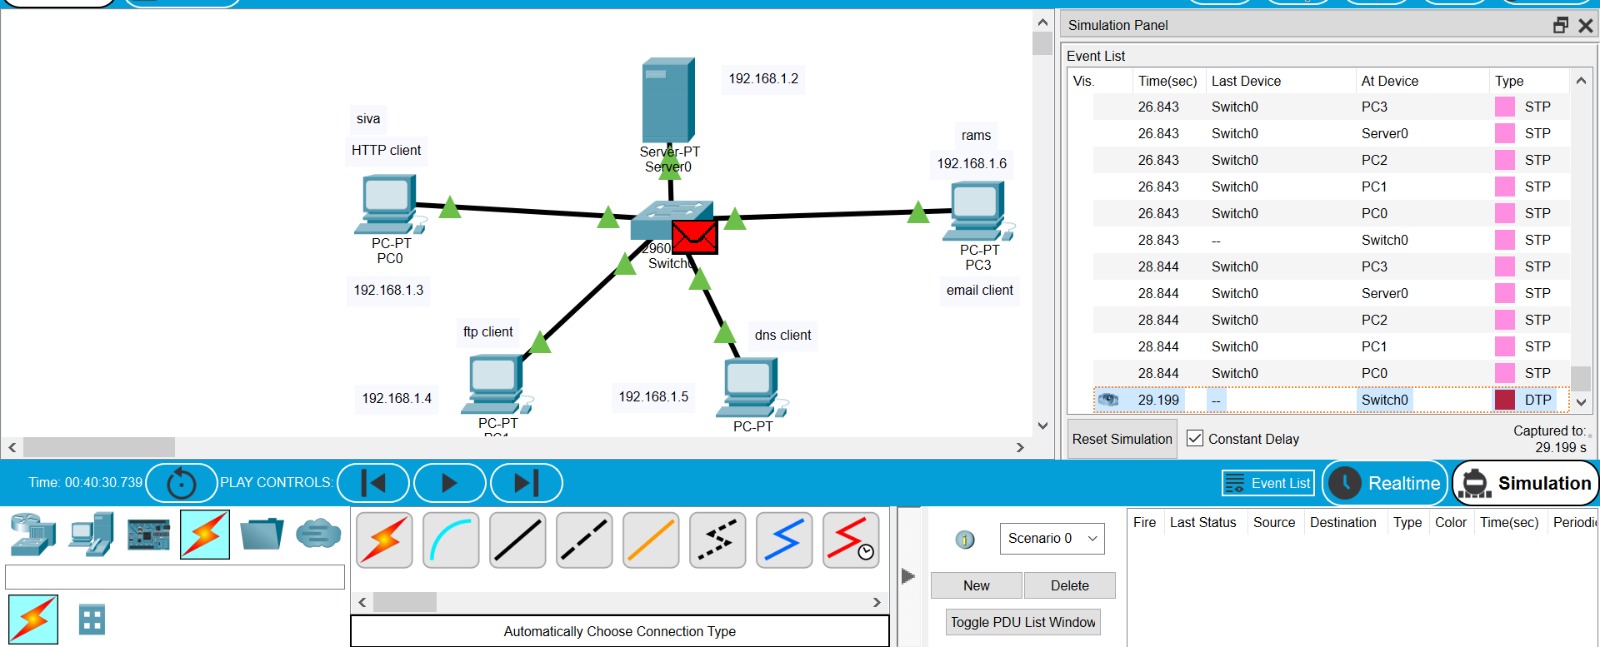 192.168.1.2
siva
HTTP client
Server-PT
Server0
rams
192.168.1.6
PC-PT
PC0
2960
Switch0
PC-PT
PC3
192.168.1.3
email client
ftp client
dns client
192.168.1.4
192.168.1.5
PC-PT
PC1
PC-PT
Simulation Panel
Event List
Vis. Time(sec) Last Device At Device Type
26.843 Switch0 PC3 STP
26.843 Switch0 Server0 STP
26.843 Switch0 PC2 STP
26.843 Switch0 PC1 STP
26.843 Switch0 PC0 STP
28.843 -- Switch0 STP
28.844 Switch0 PC3 STP
28.844 Switch0 Server0 STP
28.844 Switch0 PC2 STP
28.844 Switch0 PC1 STP
28.844 Switch0 PC0 STP
29.199 -- Switch0 DTP
Reset Simulation Constant Delay
Captured to:
29.199 s
Time: 00:40:30.739 PLAY CONTROLS:
Event List Realtime Simulation
Automatically Choose Connection Type
Scenario 0
New Delete
Toggle PDU List Window
Fire Last Status Source Destination Type Color Time(sec) Periodic